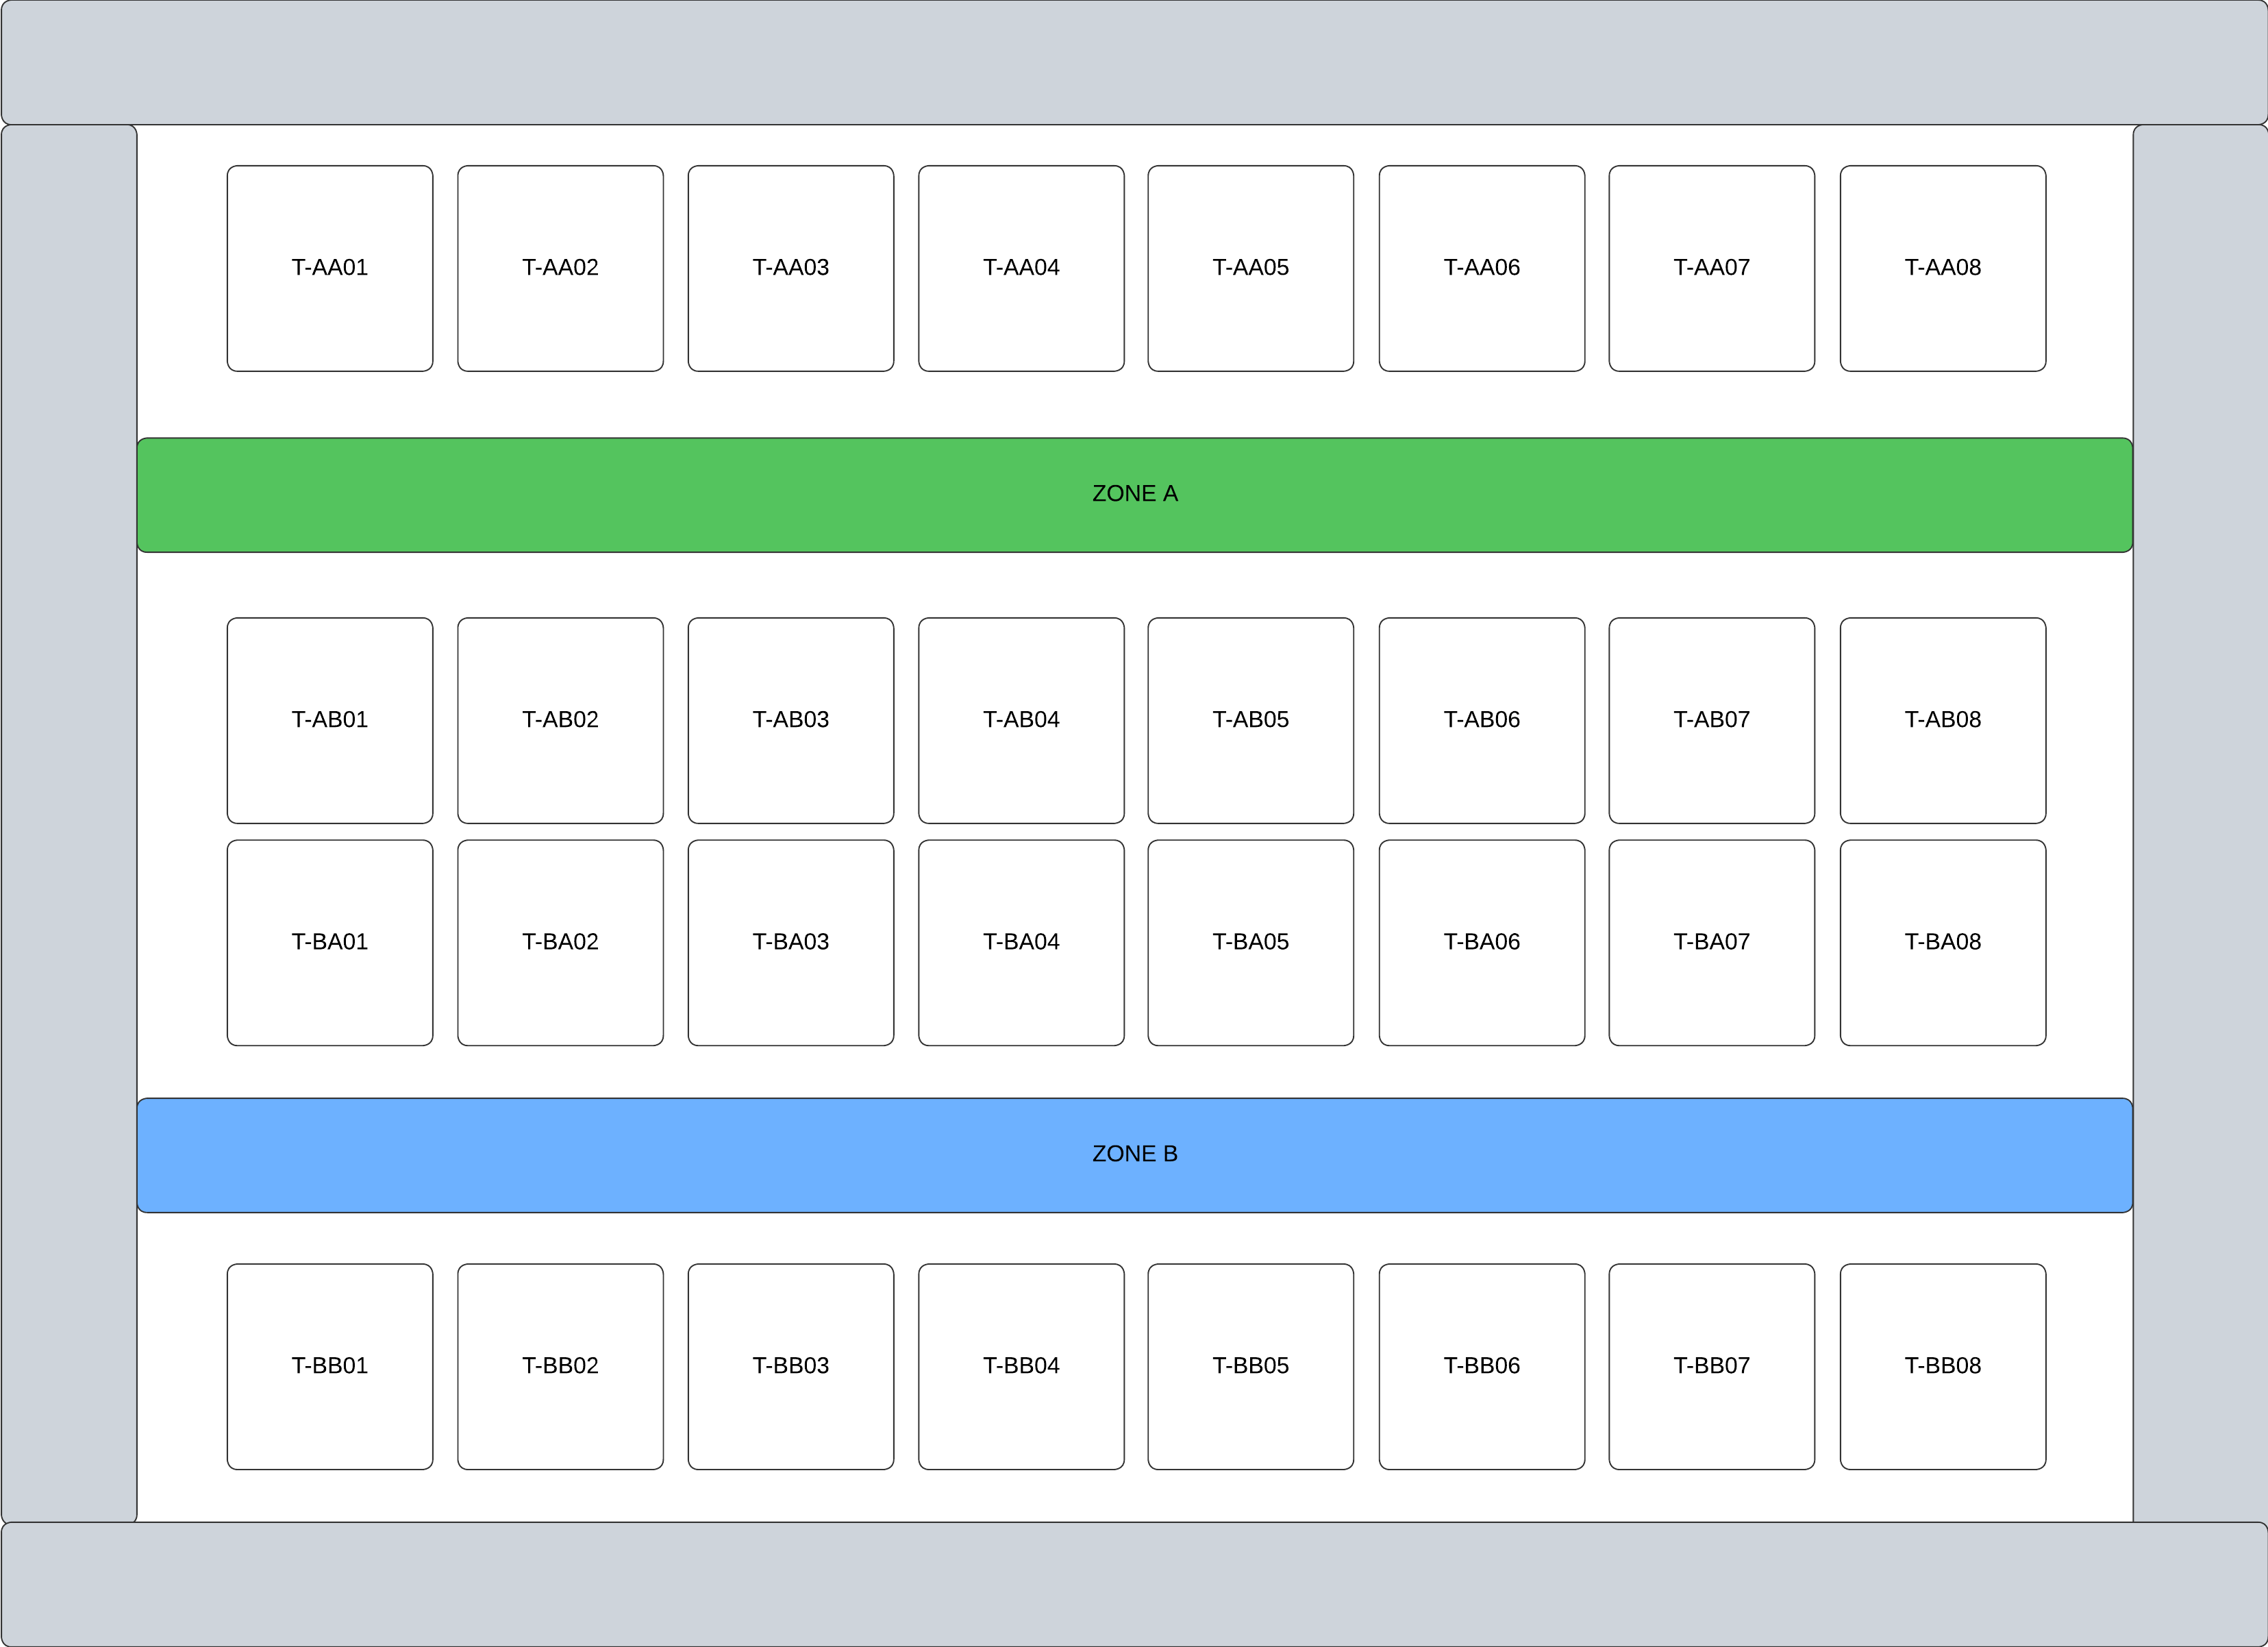 T-AA01 T-AA02 T-AA03 T-AA04 T-AA05 T-AA06 T-AA07 T-AA08
ZONE A
T-AB01 T-AB02 T-AB03 T-AB04 T-AB05 T-AB06 T-AB07 T-AB08
T-BA01 T-BA02 T-BA03 T-BA04 T-BA05 T-BA06 T-BA07 T-BA08
ZONE B
T-BB01 T-BB02 T-BB03 T-BB04 T-BB05 T-BB06 T-BB07 T-BB08